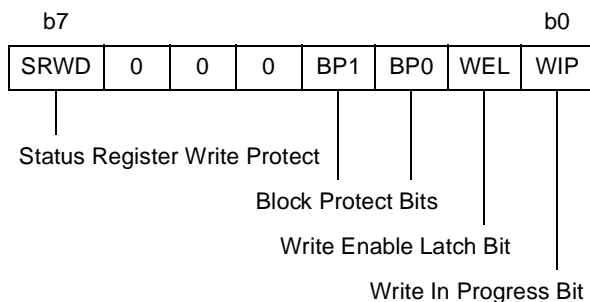 b7 b0
SRWD 0 0 0 BP1 BP0 WEL WIP
Status Register Write Protect
Block Protect Bits
Write Enable Latch Bit
Write In Progress Bit